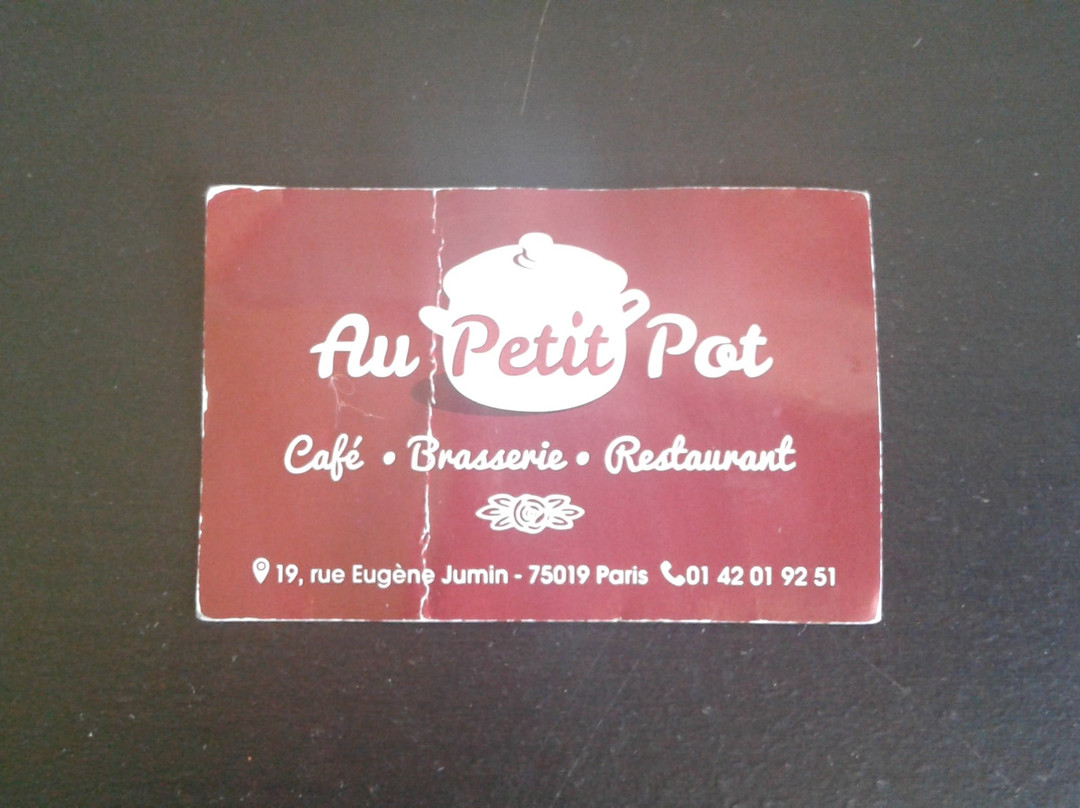 Au Petit Pot
Café • Brasserie • Restaurant
19, rue Eugène Jumin - 75019 Paris 01 42 01 92 51